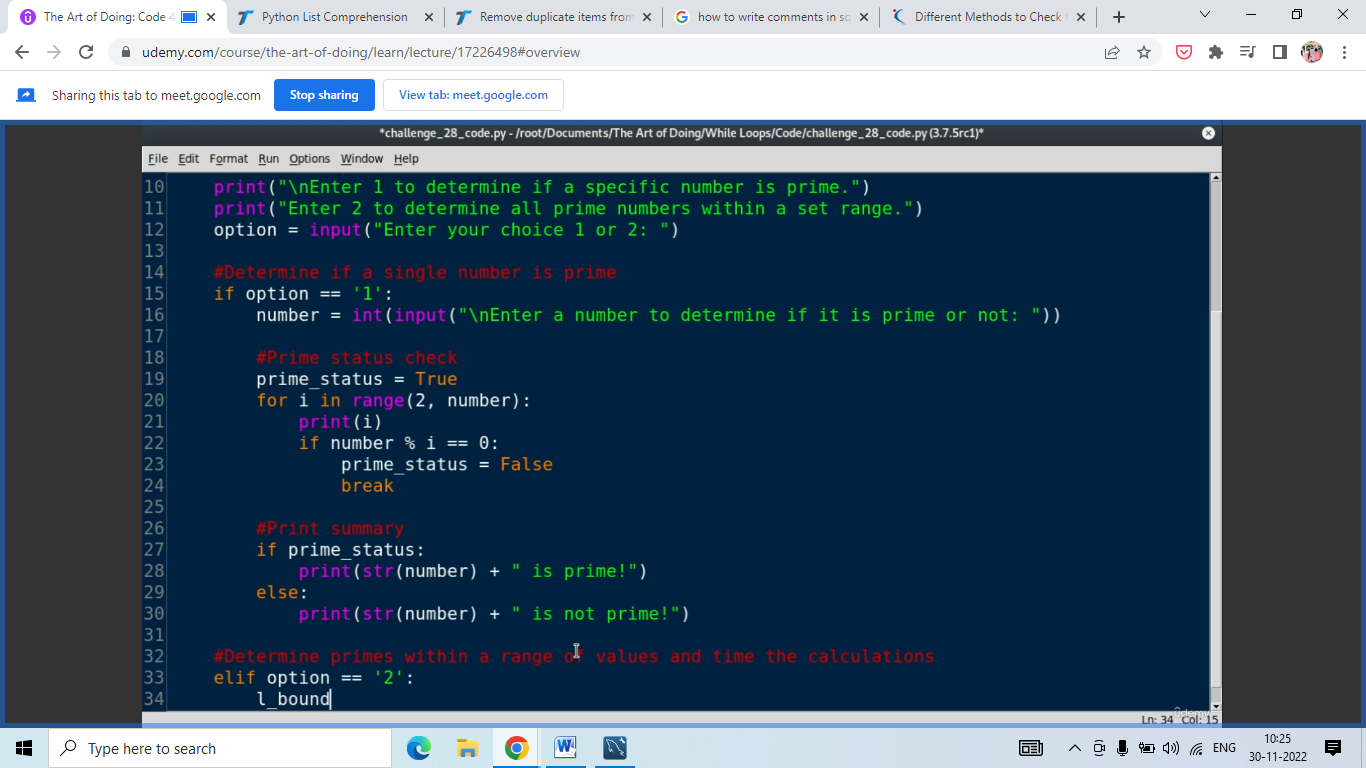 The Art of Doing: Code 4
Python List Comprehension
Remove duplicate items from
how to write comments in sq
Different Methods to Check f
udemy.com/course/the-art-of-doing/learn/lecture/17226498#overview
Sharing this tab to meet.google.com
Stop sharing
View tab: meet.google.com
*challenge_28_code.py - /root/Documents/The Art of Doing/While Loops/Code/challenge_28_code.py (3.7.5rc1)*
File Edit Format Run Options Window Help
10 print("\nEnter 1 to determine if a specific number is prime.")
11 print("Enter 2 to determine all prime numbers within a set range.")
12 option = input("Enter your choice 1 or 2: ")
13
14 #Determine if a single number is prime
15 if option == '1':
16 number = int(input("\nEnter a number to determine if it is prime or not: "))
17
18 #Prime status check
19 prime_status = True
20 for i in range(2, number):
21 print(i)
22 if number % i == 0:
23 prime_status = False
24 break
25
26 #Print summary
27 if prime_status:
28 print(str(number) + " is prime!")
29 else:
30 print(str(number) + " is not prime!")
31
32 #Determine primes within a range of values and time the calculations
33 elif option == '2':
34 l_bound
Udemy
Ln: 34 Col: 15
Type here to search
W
ENG
10:25
30-11-2022